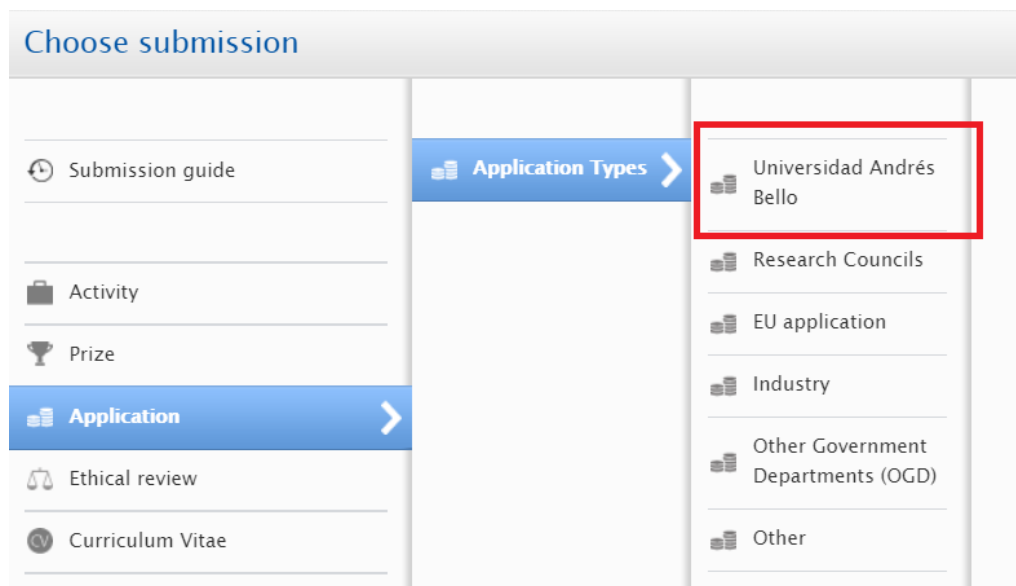 Choose submission
Submission guide
Activity
Prize
Application
Ethical review
CV
Curriculum Vitae
Application Types
Universidad Andrés
Bello
Research Councils
EU application
Industry
Other Government
Departments (OGD)
Other